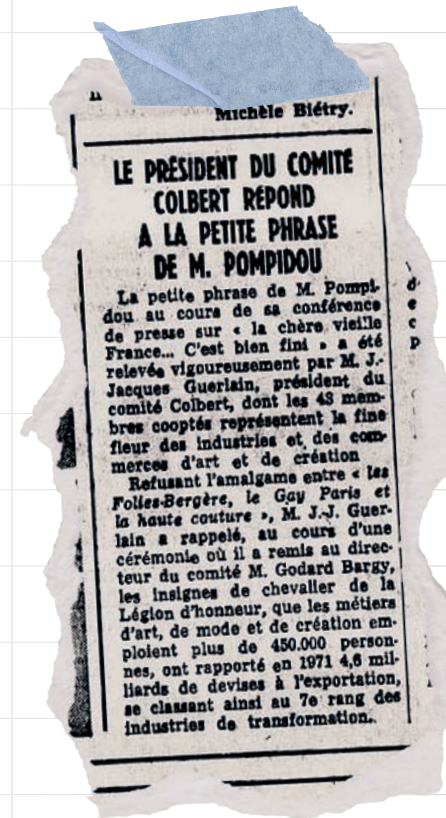 Michèle Biétry.
LE PRÉSIDENT DU COMITÉ
COLBERT RÉPOND
A LA PETITE PHRASE
DE M. POMPIDOU
La petite phrase de M. Pompi-
dou au cours de sa conférence
de presse sur « la chère vieille
France... C'est bien fini » a été
relevée vigoureusement par M. J.-
Jacques Guerlain, président du
comité Colbert, dont les 43 mem-
bres cooptés représentent la fine
fleur des industries et des com-
merces d'art et de création
Refusant l'amalgame entre « les
Folies-Bergère, le Gay Paris et
la haute couture », M. J.-J. Guer-
lain a rappelé, au cours d'une
cérémonie où il a remis au direc-
teur du comité M. Godard Bargy,
les insignes de chevalier de la
Légion d'honneur, que les métiers
d'art, de mode et de création em-
ploient plus de 450.000 person-
nes, ont rapporté en 1971 4,6 mil-
liards de devises à l'exportation,
se classant ainsi au 7e rang des
industries de transformation.